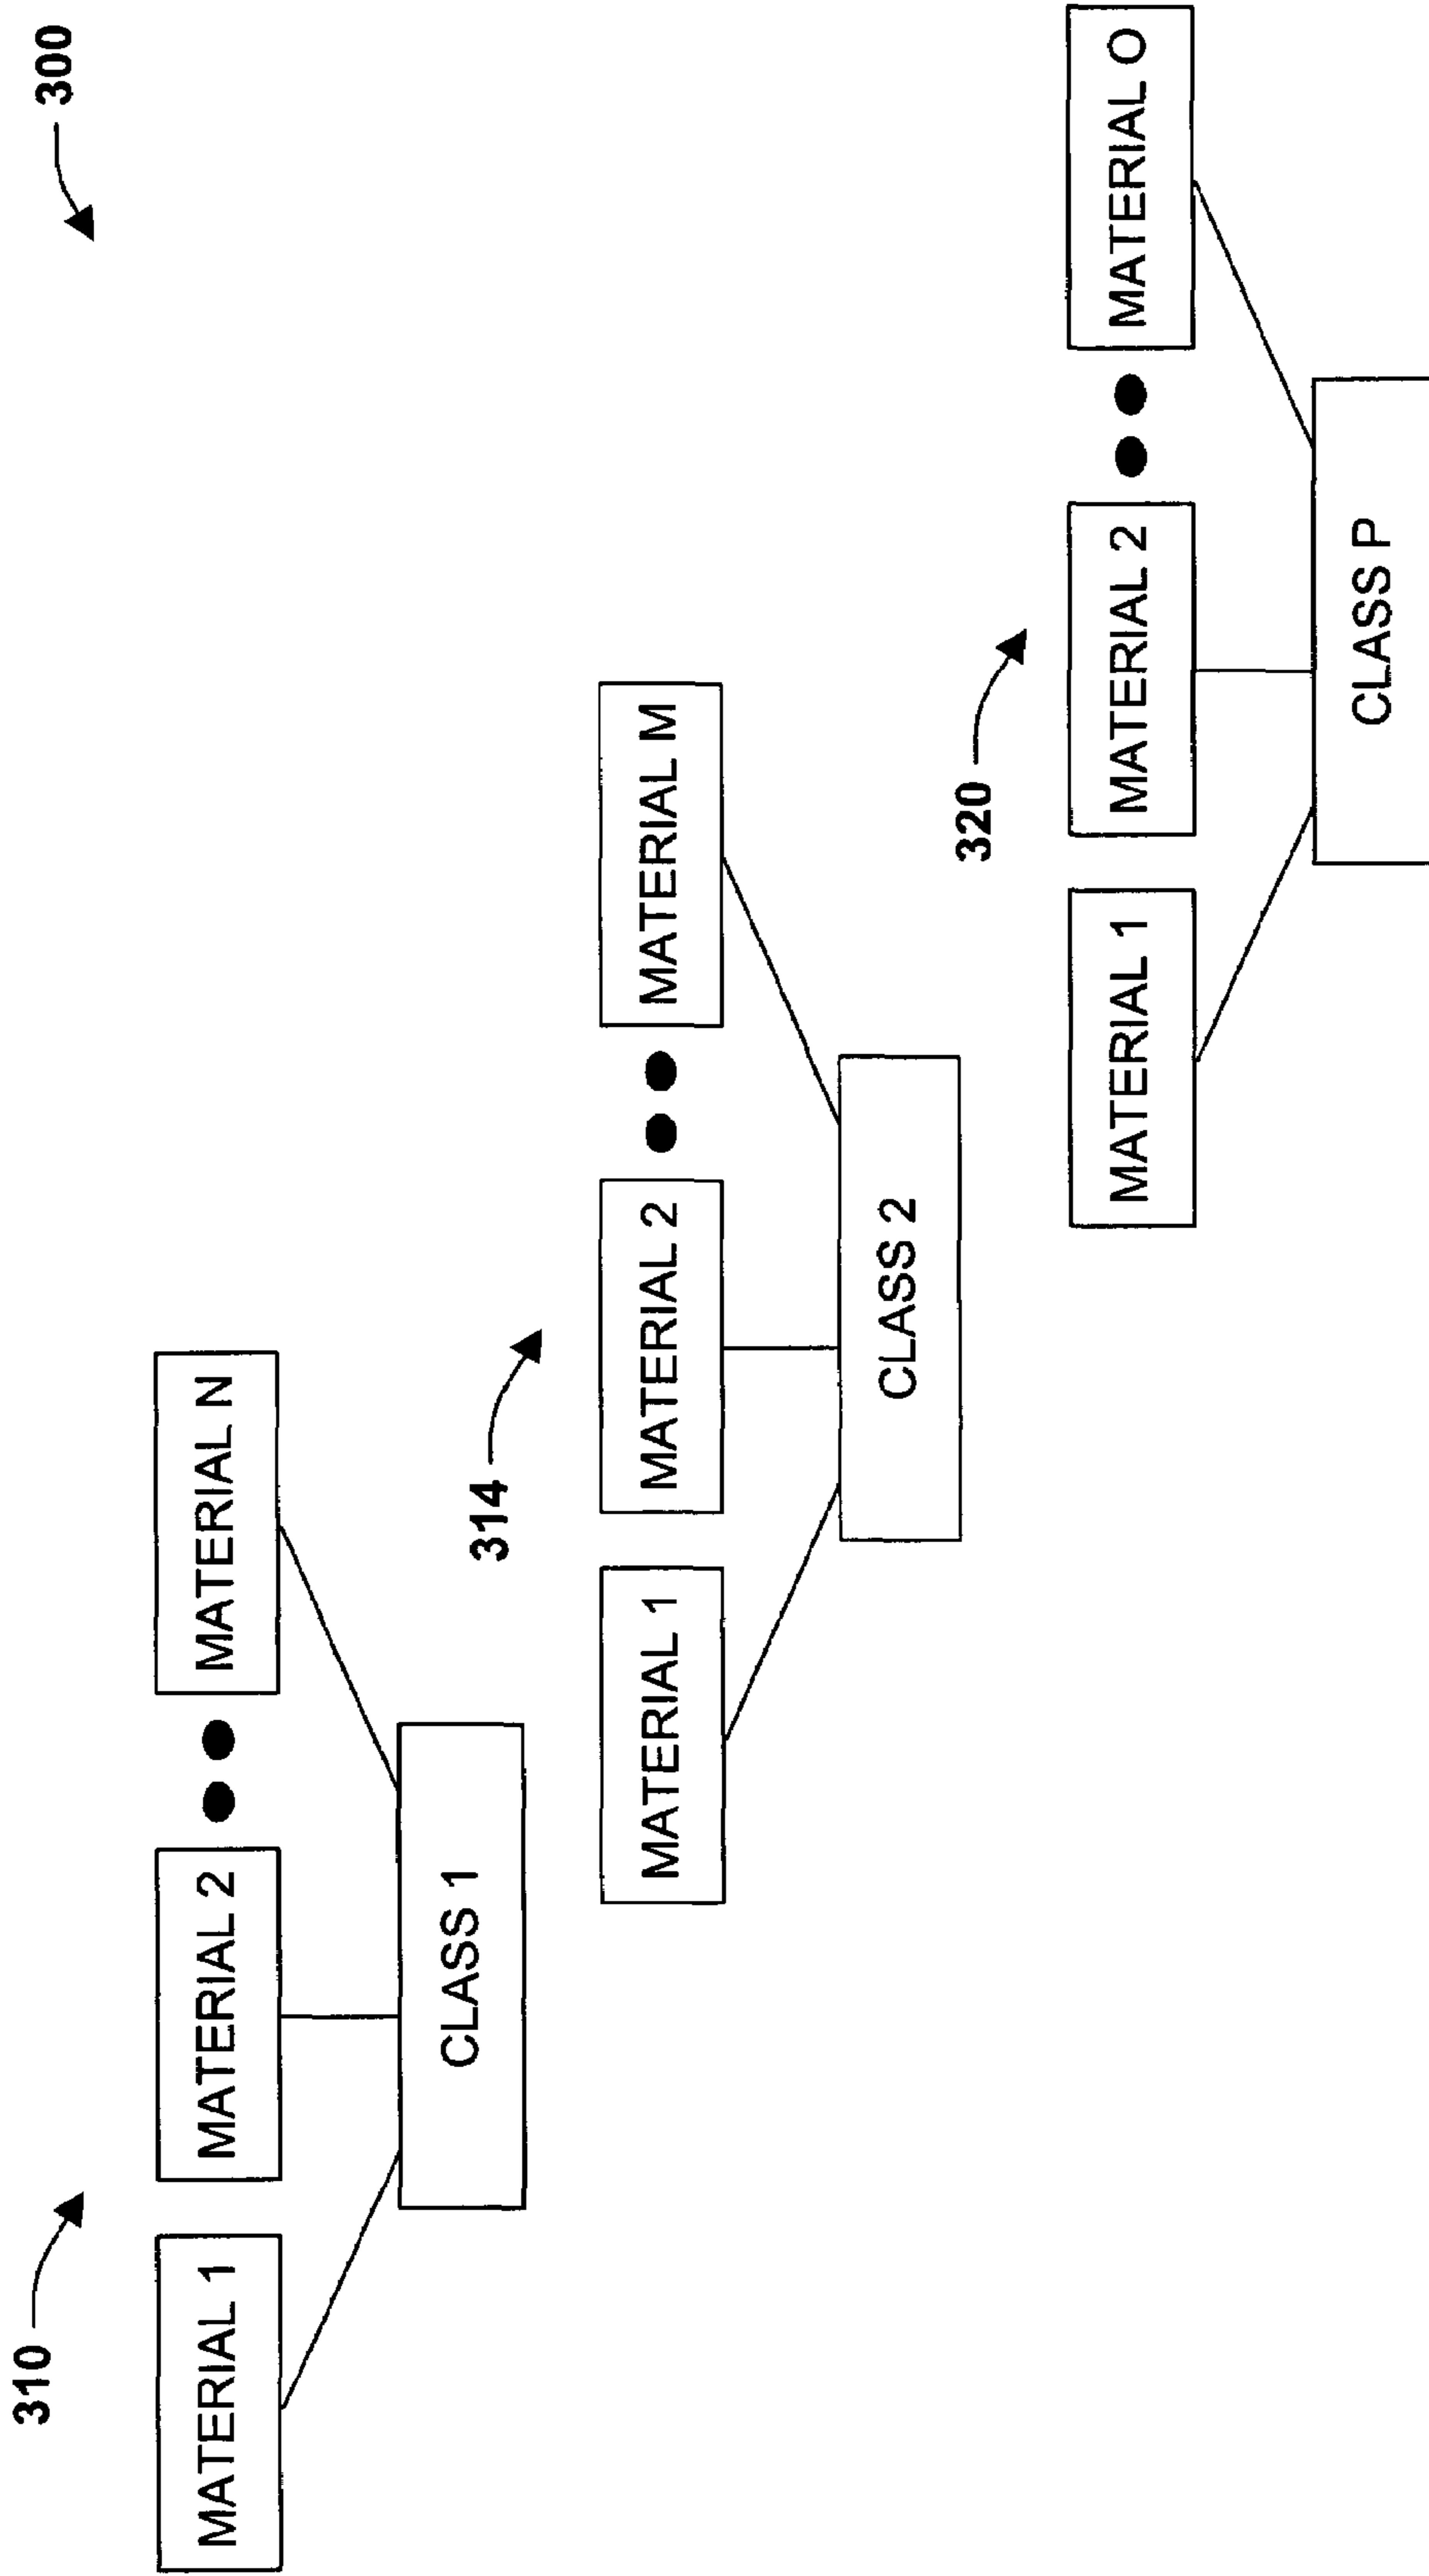 300
310
MATERIAL 1
MATERIAL 2
MATERIAL N
CLASS 1
314
MATERIAL 1
MATERIAL 2
MATERIAL M
CLASS 2
320
MATERIAL 1
MATERIAL 2
MATERIAL O
CLASS P